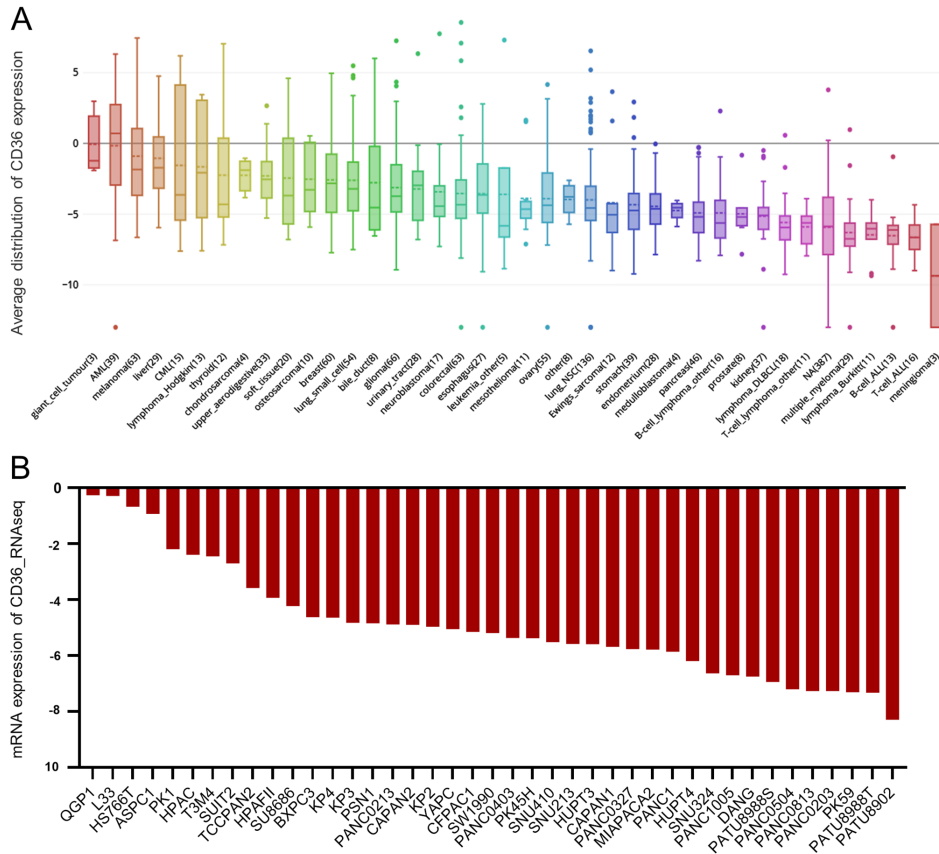 A
Average distribution of CD36 expression
5
0
−5
−10
giant_cell_tumour(3)
AML(39)
melanoma(63)
liver(29)
CML(15)
lymphoma_Hodgkin(13)
thyroid(12)
chondrosarcoma(4)
upper_aerodigestive(33)
soft_tissue(20)
osteosarcoma(10)
breast(60)
lung_small_cell(54)
bile_duct(8)
glioma(66)
urinary_tract(28)
neuroblastoma(17)
colorectal(63)
esophagus(27)
leukemia_other(5)
mesothelioma(11)
ovary(55)
other(8)
lung_NSC(136)
Ewings_sarcoma(12)
stomach(39)
endometrium(28)
medulloblastoma(4)
pancreas(46)
B-cell_lymphoma_other(16)
prostate(8)
kidney(37)
lymphoma_DLBCL(18)
T-cell_lymphoma_other(11)
NA(387)
multiple_myeloma(29)
lymphoma_Burkitt(11)
B-cell_ALL(13)
T-cell_ALL(16)
meningioma(3)
B
mRNA expression of CD36_RNAseq
0
-2
-4
-6
-8
10
QGP1
L33
HS766T
ASPC1
PK1
HPAC
T3M4
SUIT2
TCCPAN2
HPAFII
SU8686
BXPC3
KP4
KP3
PSN1
PANC0213
CAPAN2
KP2
YAPC
CFPAC1
SW1990
PANC0403
PK45H
SNU410
SNU213
HUPT3
CAPAN1
PANC0327
MIAPACA2
PANC1
HUPT4
SNU324
PANC1005
DANG
PATU8988S
PANC0504
PANC0813
PANC0203
PK59
PATU8988T
PATU8902